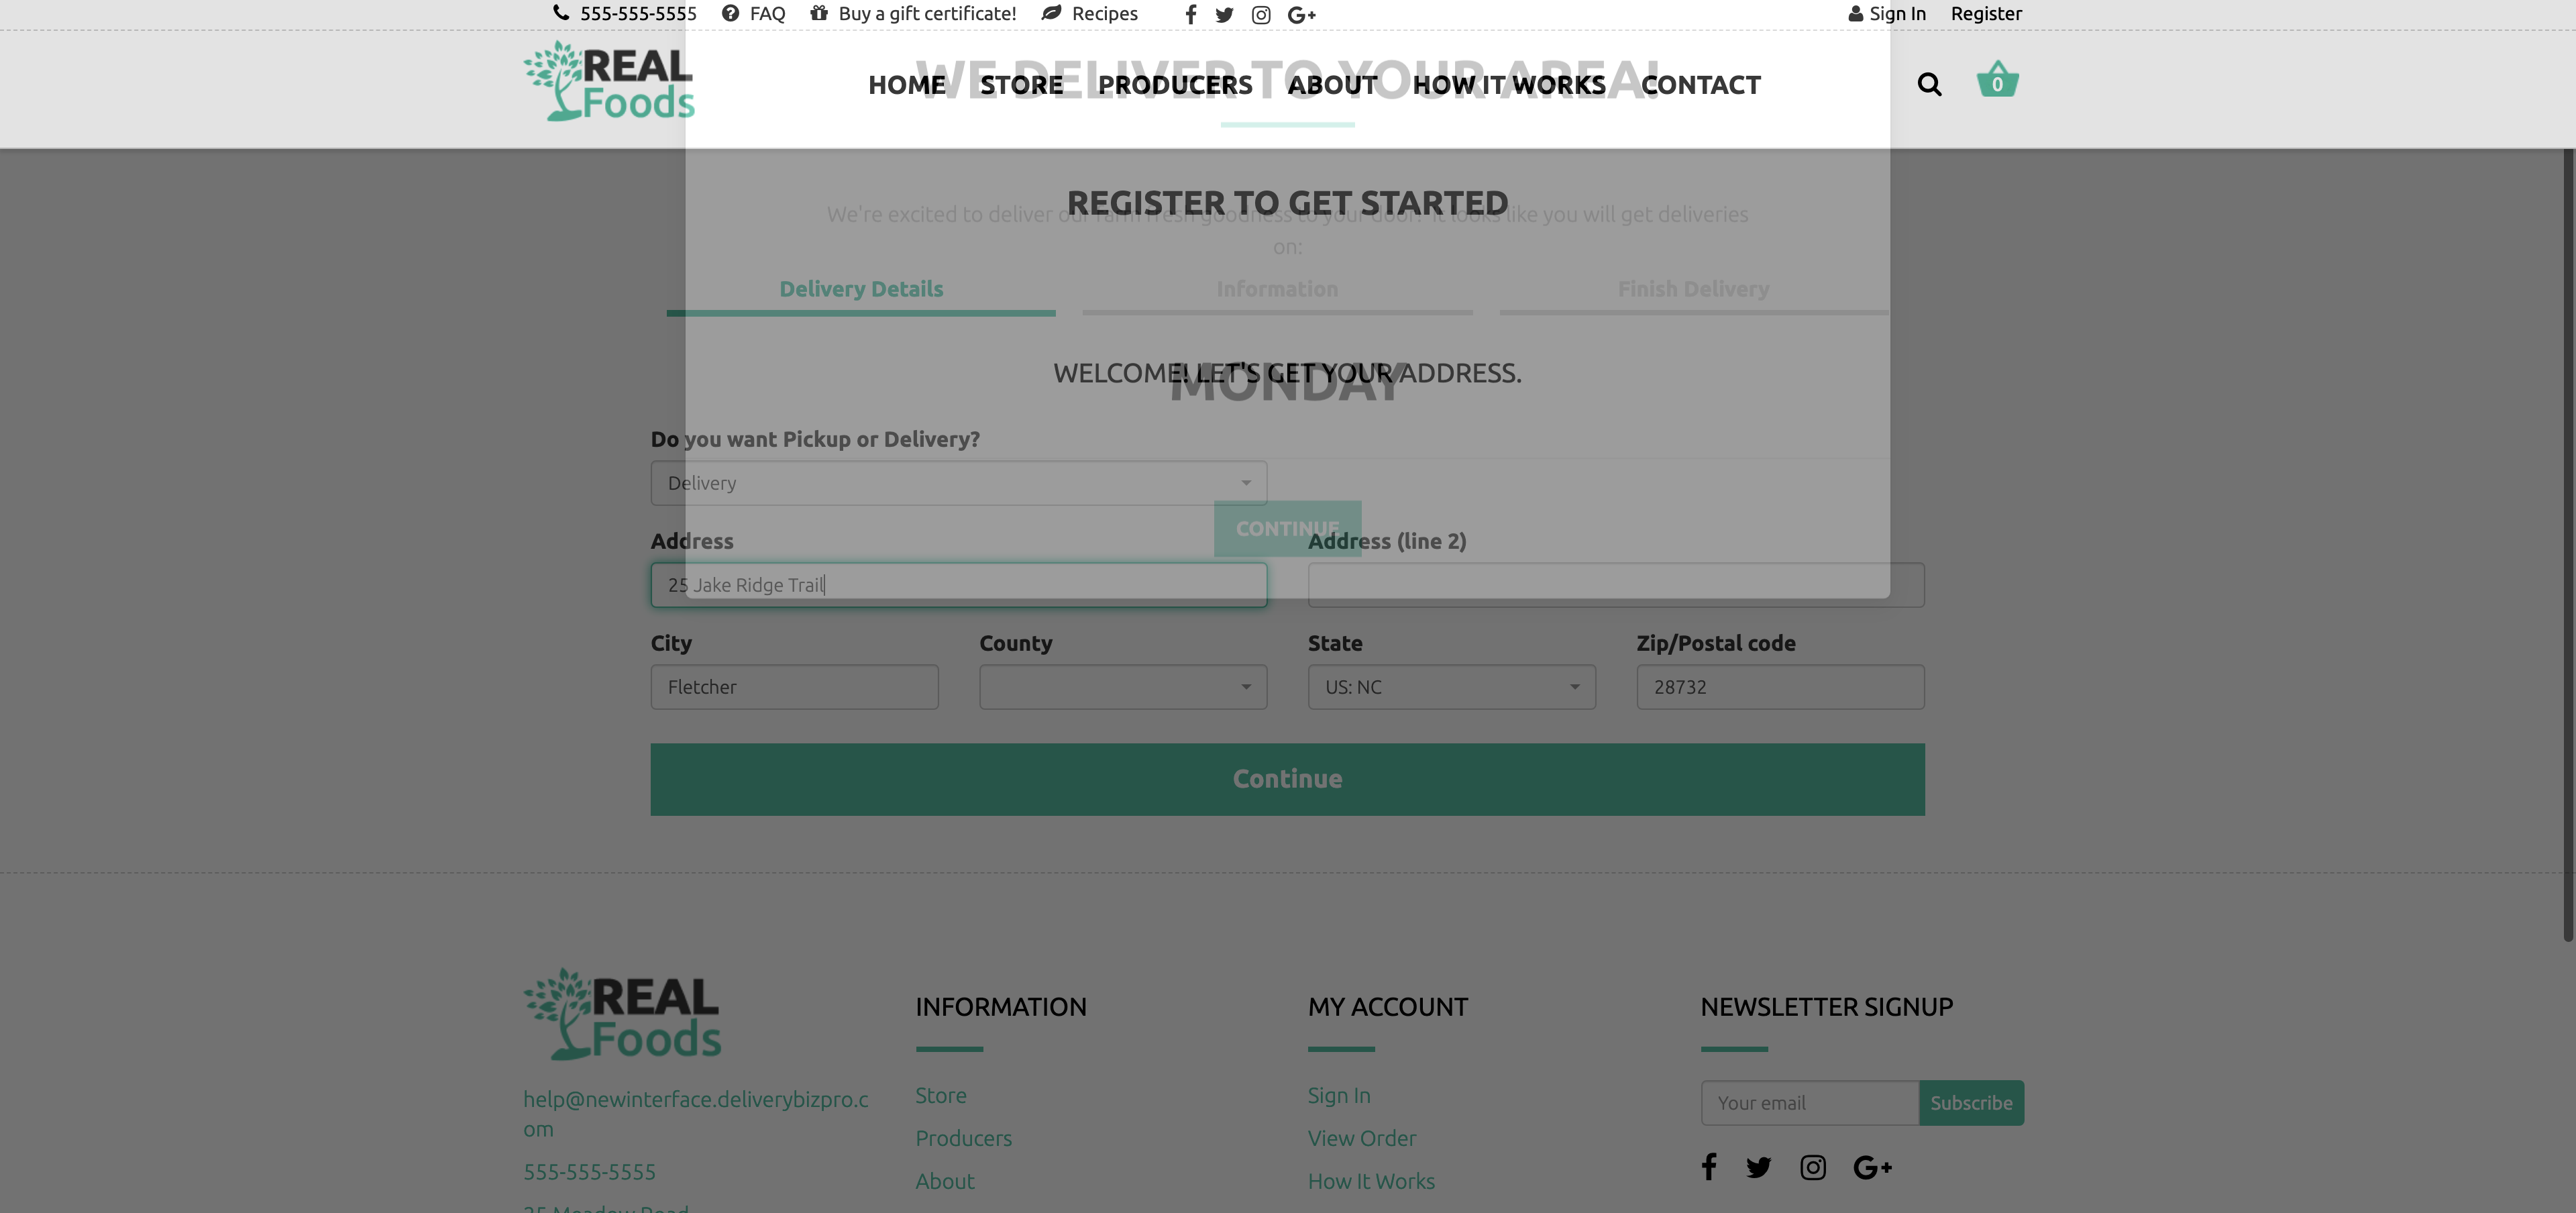 555-555-5555 FAQ Buy a gift certificate! Recipes Sign In Register
REAL
Foods
HOME STORE PRODUCERS ABOUT HOW IT WORKS CONTACT
0
WE DELIVER TO YOUR AREA!
REGISTER TO GET STARTED
We're excited to deliver our farm fresh goodness to your door! It looks like you will get deliveries
on:
Delivery Details Information Finish Delivery
WELCOME! LET'S GET YOUR ADDRESS.
MONDAY
Do you want Pickup or Delivery?
Delivery
CONTINUE
Address Address (line 2)
25 Jake Ridge Trail
City County State Zip/Postal code
Fletcher US: NC 28732
Continue
REAL
Foods
help@newinterface.deliverybizpro.c
om
555-555-5555
25 Meadow Road
INFORMATION
Store
Producers
About
MY ACCOUNT
Sign In
View Order
How It Works
NEWSLETTER SIGNUP
Your email Subscribe